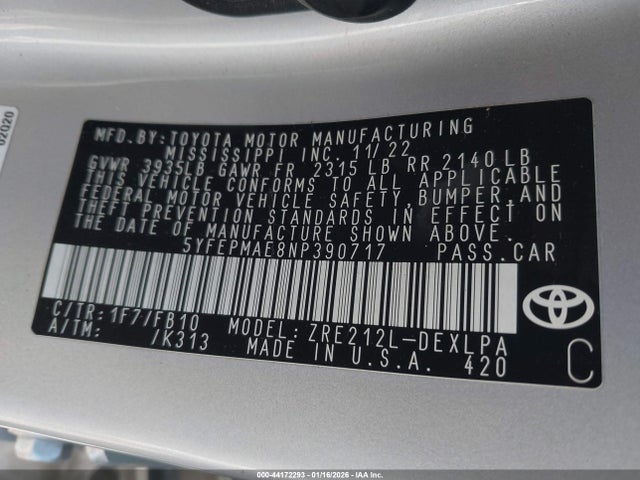 02020
MFD.BY:TOYOTA MOTOR MANUFACTURING
MISSISSIPPI INC. 11/22
GVWR 3935LB GAWR FR 2315 LB RR 2140 LB
THIS VEHICLE CONFORMS TO ALL APPLICABLE
FEDERAL MOTOR VEHICLE SAFETY,BUMPER,AND
THEFT PREVENTION STANDARDS IN EFFECT ON
THE DATE OF MANUFACTURE SHOWN ABOVE.
5YFEPMAE8NP390717 PASS.CAR
C/TR: 1F7/FB10 MODEL: ZRE212L-DEXLPA
A/TM: /K313 MADE IN U.S.A. 420
TOYOTA
C
000-44172293 - 01/16/2026 - IAA Inc.